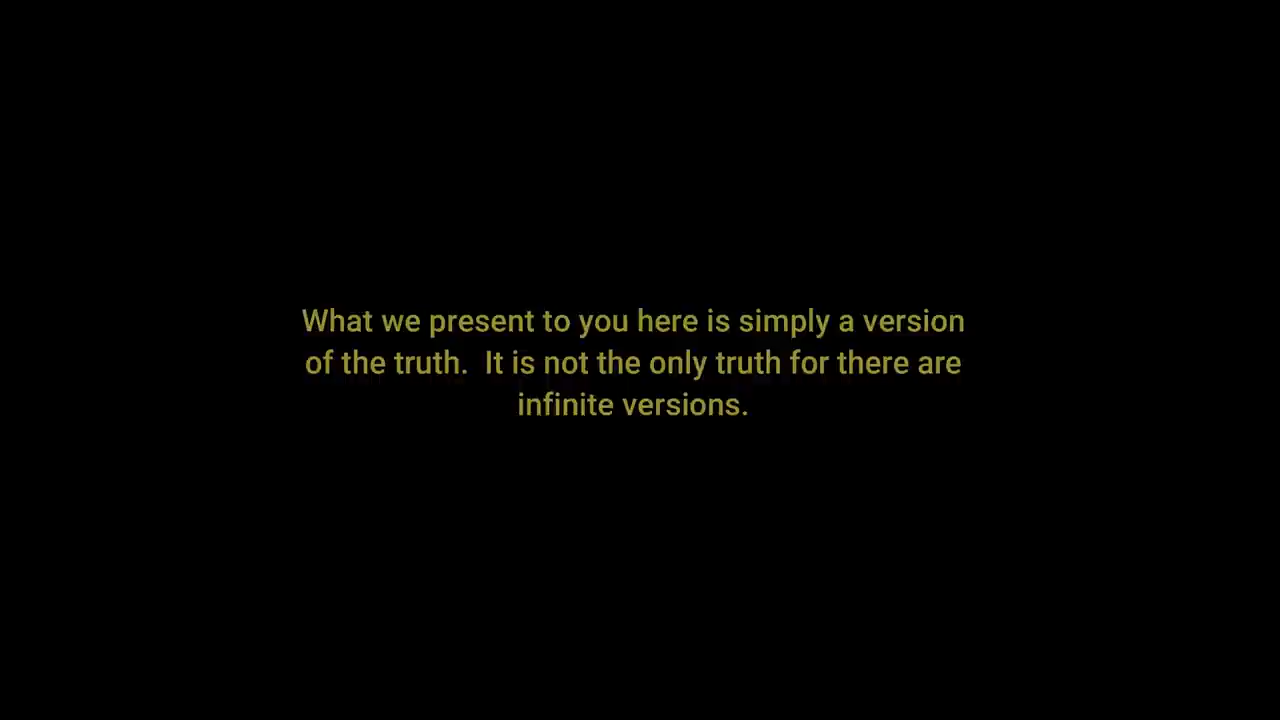 What we present to you here is simply a version
of the truth.  It is not the only truth for there are
infinite versions.